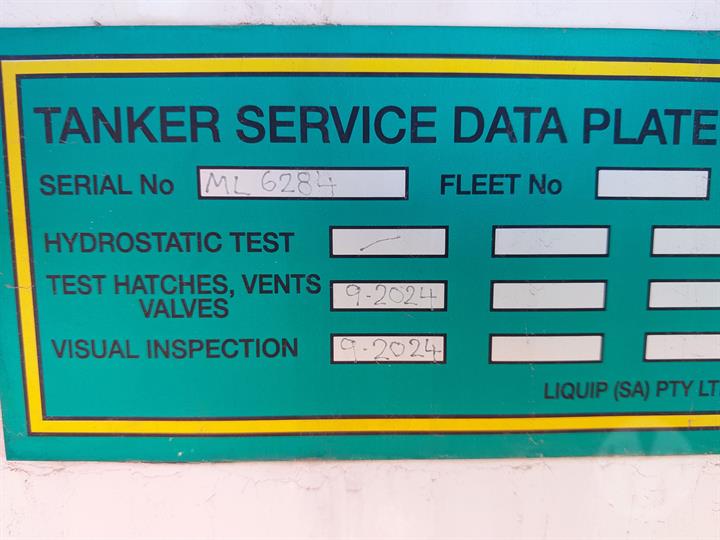 TANKER SERVICE DATA PLATE
SERIAL No ML 6284 FLEET No
HYDROSTATIC TEST -
TEST HATCHES, VENTS
VALVES 9-2024
VISUAL INSPECTION 9-2024
LIQUIP (SA) PTY LT